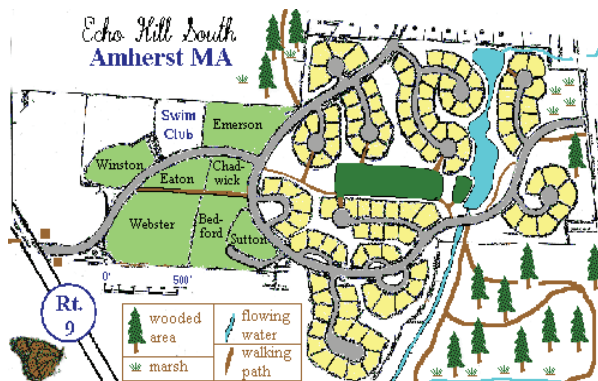 Echo Hill South
Amherst MA
Swim
Club
Emerson
Winston
Eaton
Chad-
wick
Webster
Bed-
ford
Sutton
0'
500'
Rt.
9
wooded
area
marsh
flowing
water
walking
path